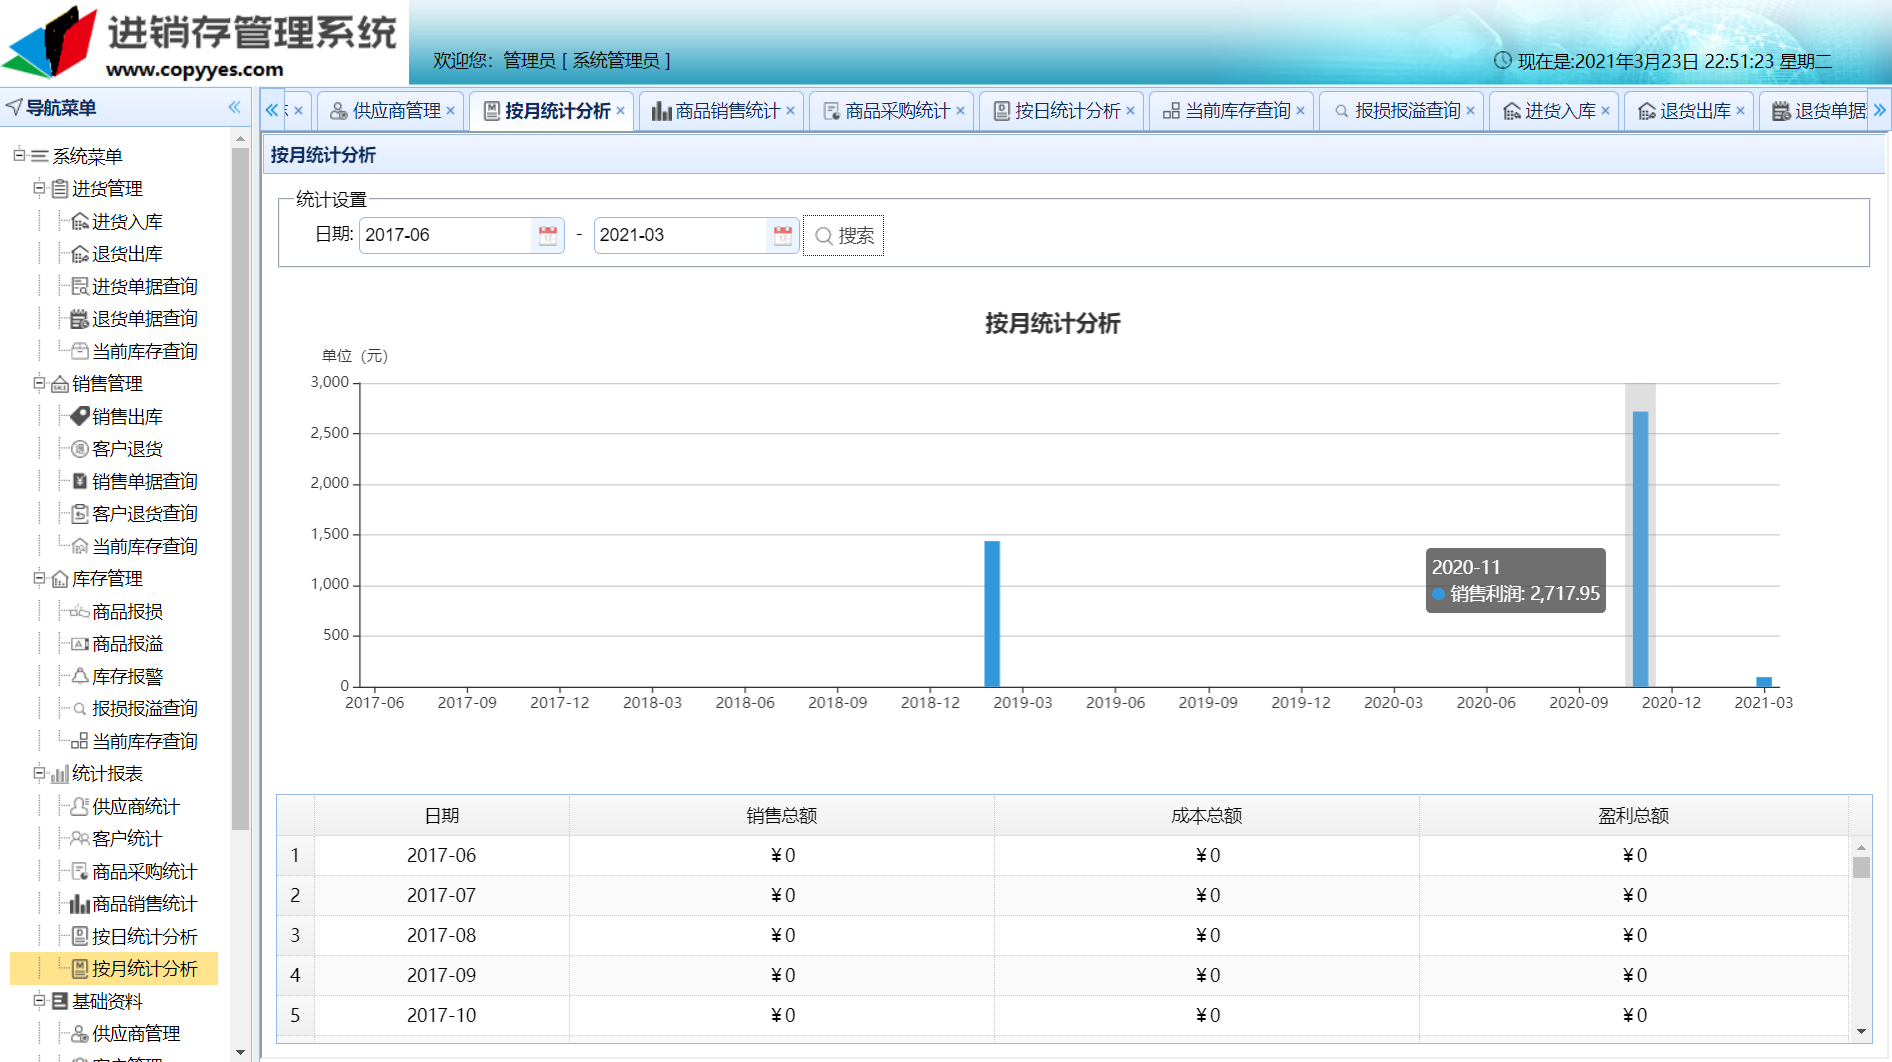 进销存管理系统
www.copyyes.com
欢迎您: 管理员 [ 系统管理员 ]
现在是:2021年3月23日 22:51:23 星期二
导航菜单
供应商管理
按月统计分析
商品销售统计
商品采购统计
按日统计分析
当前库存查询
报损报溢查询
进货入库
退货出库
退货单据
系统菜单
进货管理
进货入库
退货出库
进货单据查询
退货单据查询
当前库存查询
销售管理
销售出库
客户退货
销售单据查询
客户退货查询
当前库存查询
库存管理
商品报损
商品报溢
库存报警
报损报溢查询
当前库存查询
统计报表
供应商统计
客户统计
商品采购统计
商品销售统计
按日统计分析
按月统计分析
基础资料
供应商管理
客户管理
按月统计分析
统计设置
日期: 2017-06 - 2021-03 搜索
按月统计分析
单位（元）
3,000
2,500
2,000
1,500
1,000
500
0
2017-06 2017-09 2017-12 2018-03 2018-06 2018-09 2018-12 2019-03 2019-06 2019-09 2019-12 2020-03 2020-06 2020-09 2020-12 2021-03
2020-11
销售利润: 2,717.95
日期 销售总额 成本总额 盈利总额
1 2017-06 ¥0 ¥0 ¥0
2 2017-07 ¥0 ¥0 ¥0
3 2017-08 ¥0 ¥0 ¥0
4 2017-09 ¥0 ¥0 ¥0
5 2017-10 ¥0 ¥0 ¥0